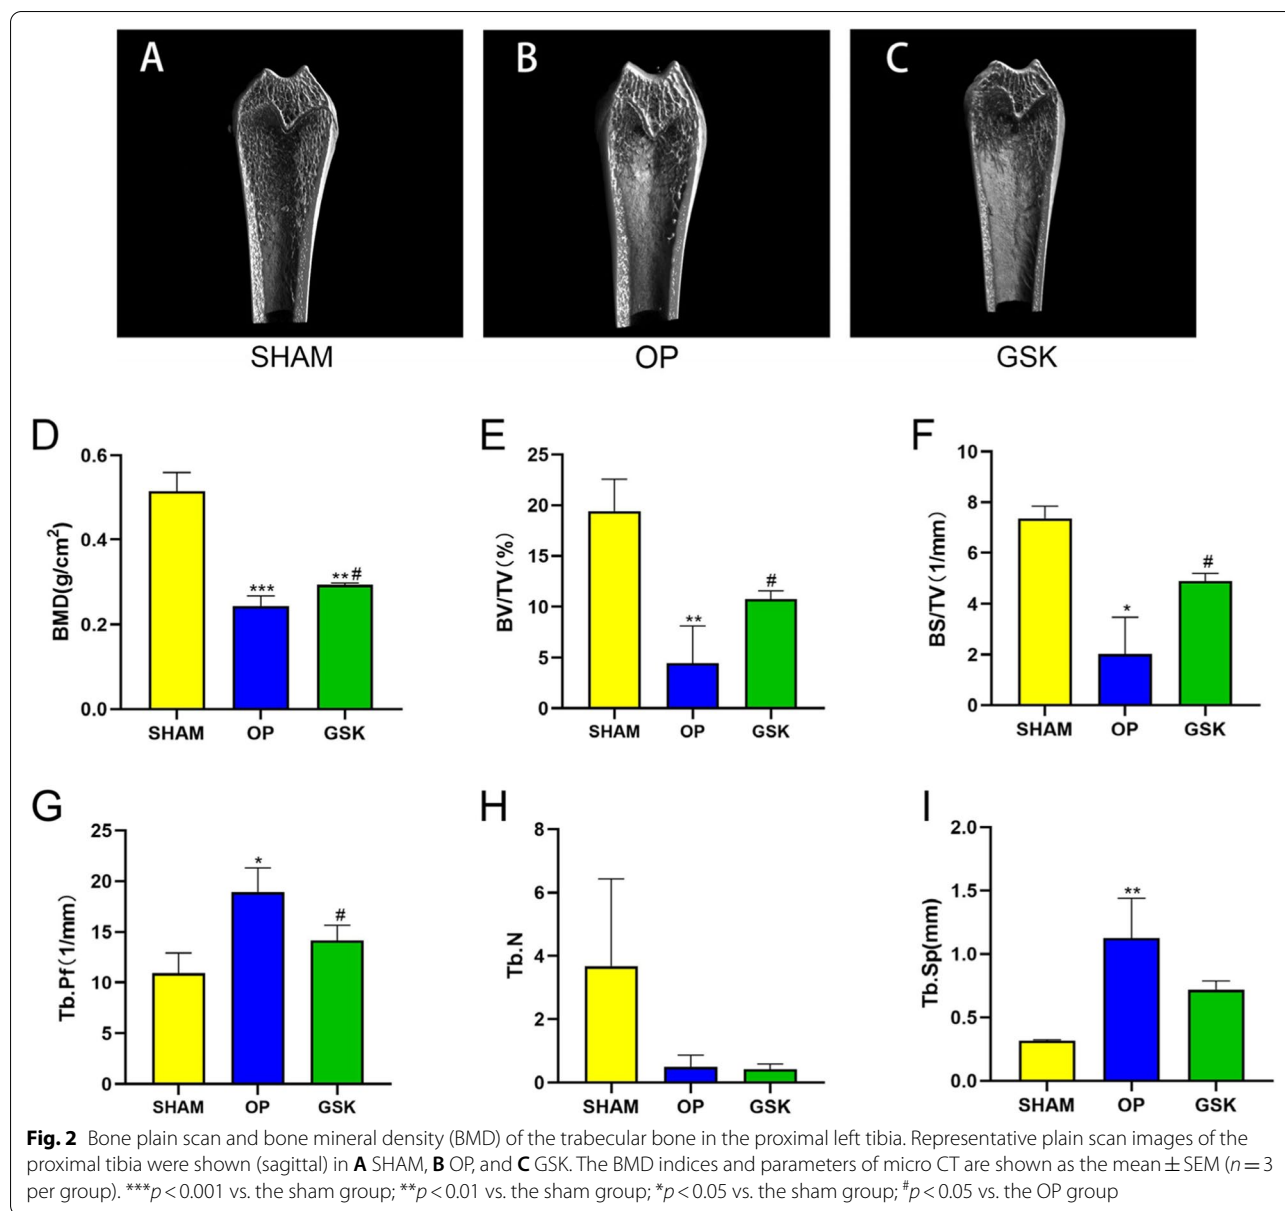 A
B
C
SHAM
OP
GSK
D
BMD(g/cm²)
0.6
0.4
0.2
0.0
***
**#
SHAM OP GSK
E
BV/TV(%)
25
20
15
10
5
0
**
#
SHAM OP GSK
F
BS/TV(1/mm)
10
8
6
4
2
0
*
#
SHAM OP GSK
G
Tb.Pf(1/mm)
25
20
15
10
5
0
*
#
SHAM OP GSK
H
Tb.N
8
6
4
2
0
SHAM OP GSK
I
Tb.Sp(mm)
2.0
1.5
1.0
0.5
0.0
**
SHAM OP GSK
Fig. 2 Bone plain scan and bone mineral density (BMD) of the trabecular bone in the proximal left tibia. Representative plain scan images of the
proximal tibia were shown (sagittal) in A SHAM, B OP, and C GSK. The BMD indices and parameters of micro CT are shown as the mean ± SEM (n = 3
per group). ***p < 0.001 vs. the sham group; **p < 0.01 vs. the sham group; *p < 0.05 vs. the sham group; #p < 0.05 vs. the OP group